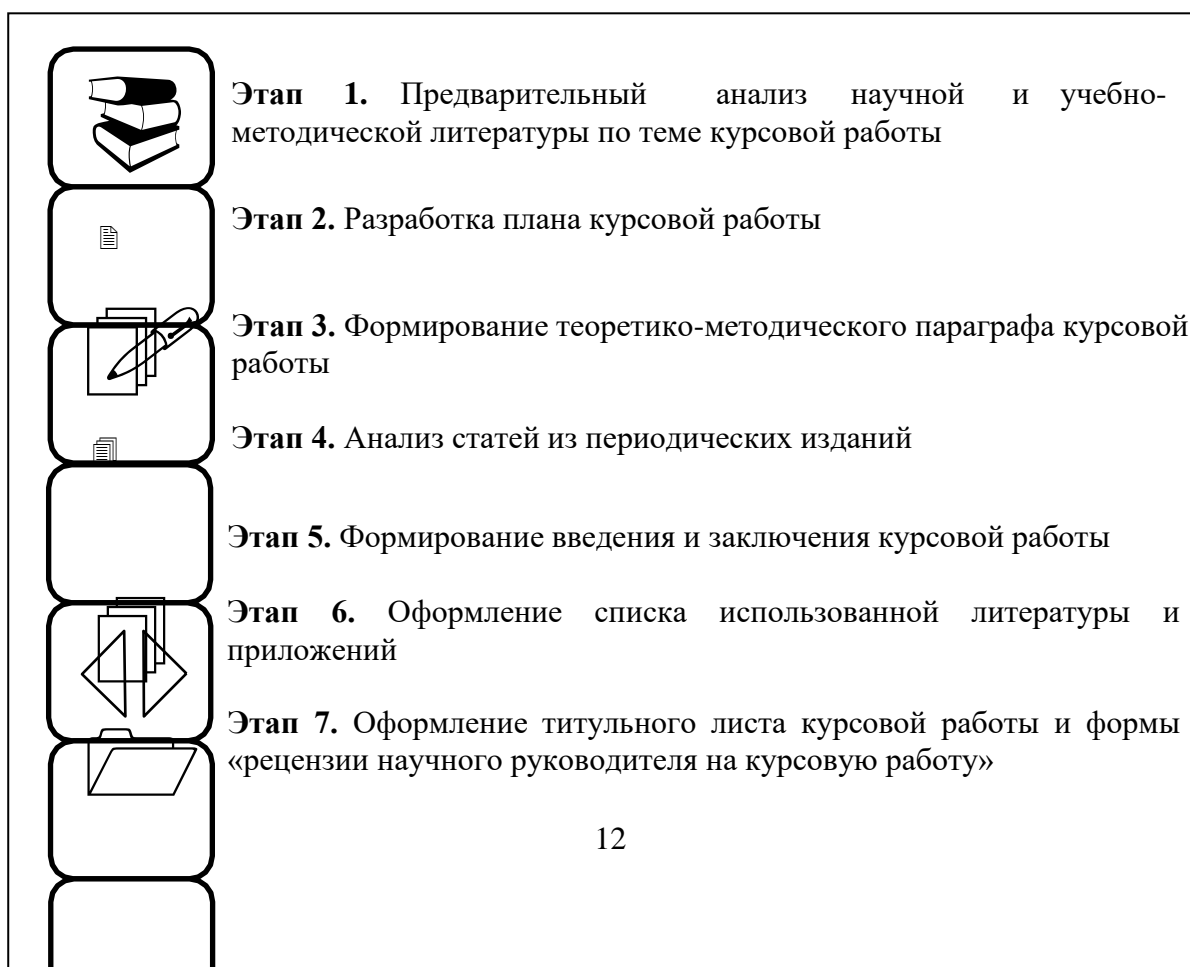 Этап 1. Предварительный анализ научной и учебно-
методической литературы по теме курсовой работы
Этап 2. Разработка плана курсовой работы
Этап 3. Формирование теоретико-методического параграфа курсовой
работы
Этап 4. Анализ статей из периодических изданий
Этап 5. Формирование введения и заключения курсовой работы
Этап 6. Оформление списка использованной литературы и
приложений
Этап 7. Оформление титульного листа курсовой работы и формы
«рецензии научного руководителя на курсовую работу»
12